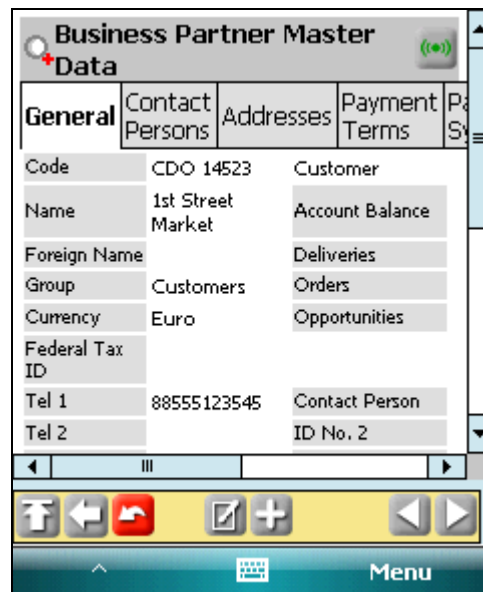 Business Partner Master
Data
General
Contact
Persons
Addresses
Payment
Terms
Code CDO 14523 Customer
Name 1st Street
Market Account Balance
Foreign Name Deliveries
Group Customers Orders
Currency Euro Opportunities
Federal Tax
ID
Tel 1 88555123545 Contact Person
Tel 2 ID No. 2
Menu